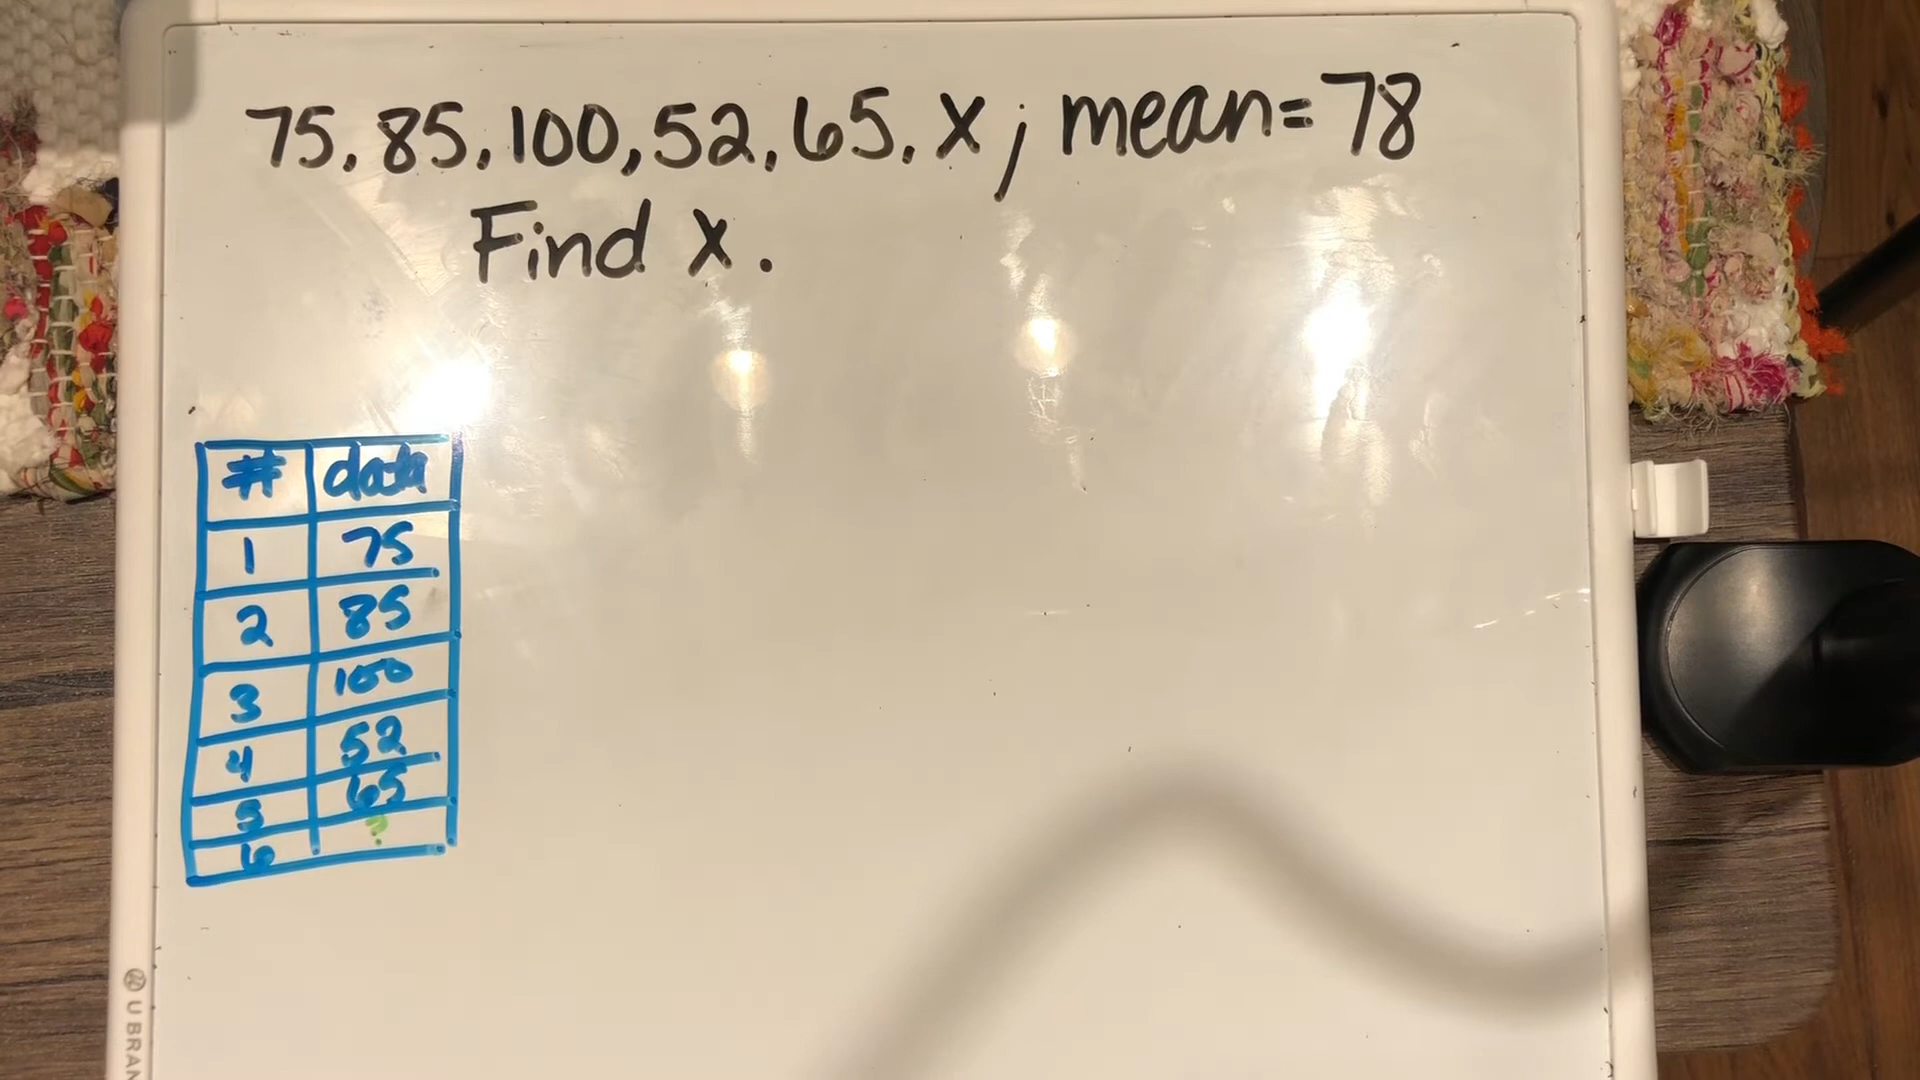 75, 85, 100, 52, 65, X ; mean = 78
Find X.
# data
1 75
2 85
3 100
4 52
5 65
6 ?
U BRAN